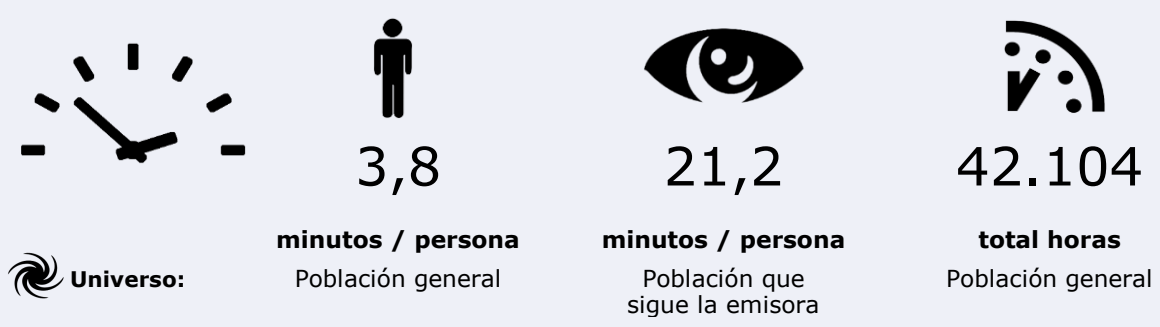 3,8
21,2
42.104
minutos / persona
minutos / persona
total horas
Universo:
Población general
Población que
sigue la emisora
Población general